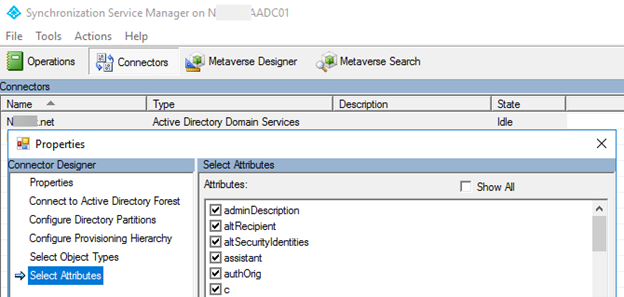 Synchronization Service Manager on N AADC01
File Tools Actions Help
Operations Connectors Metaverse Designer Metaverse Search
Connectors
Name Type Description State
N .net Active Directory Domain Services Idle
Properties
Connector Designer Select Attributes
Properties Attributes: Show All
Connect to Active Directory Forest adminDescription
Configure Directory Partitions altRecipient
Configure Provisioning Hierarchy altSecurityIdentities
Select Object Types assistant
Select Attributes authOrig
c